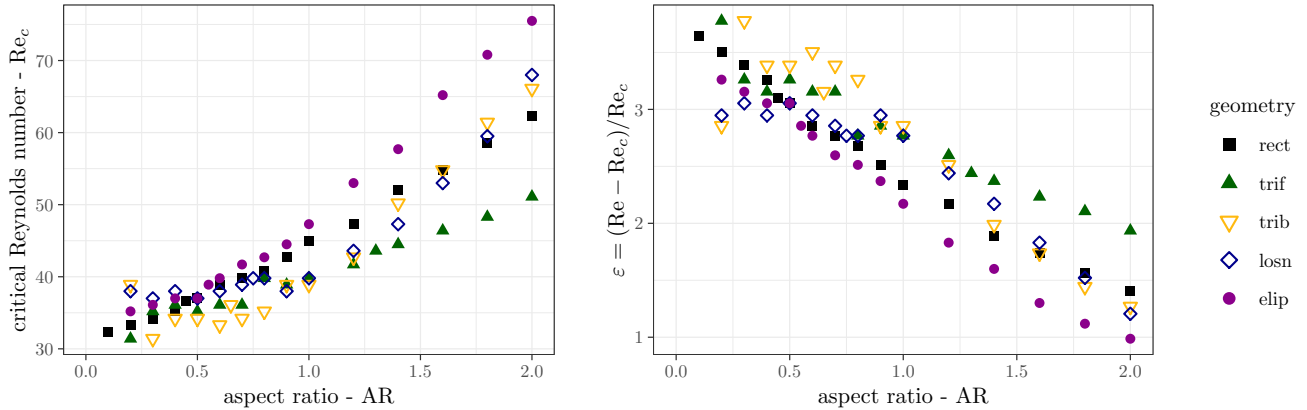 critical Reynolds number - Re_c
70
60
50
40
30
0.0 0.5 1.0 1.5 2.0
aspect ratio - AR
ε = (Re − Re_c)/Re_c
3
2
1
0.0 0.5 1.0 1.5 2.0
aspect ratio - AR
geometry
rect
trif
trib
losn
elip